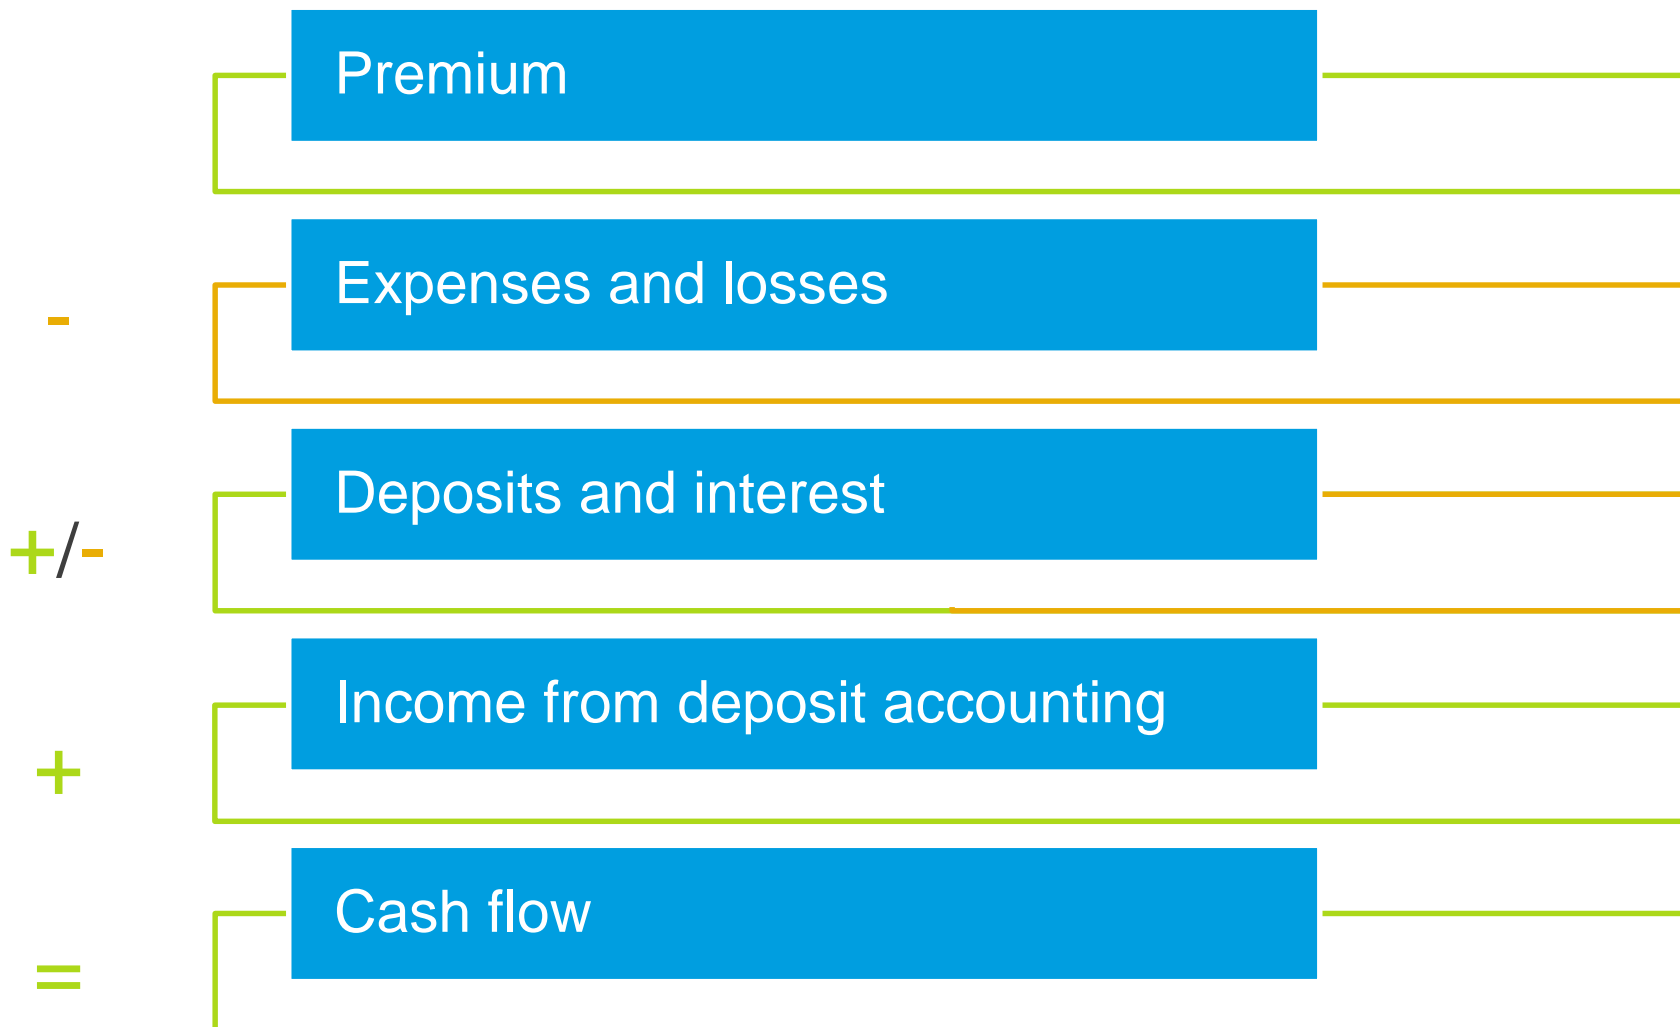 Premium
-
Expenses and losses
+/-
Deposits and interest
+
Income from deposit accounting
=
Cash flow